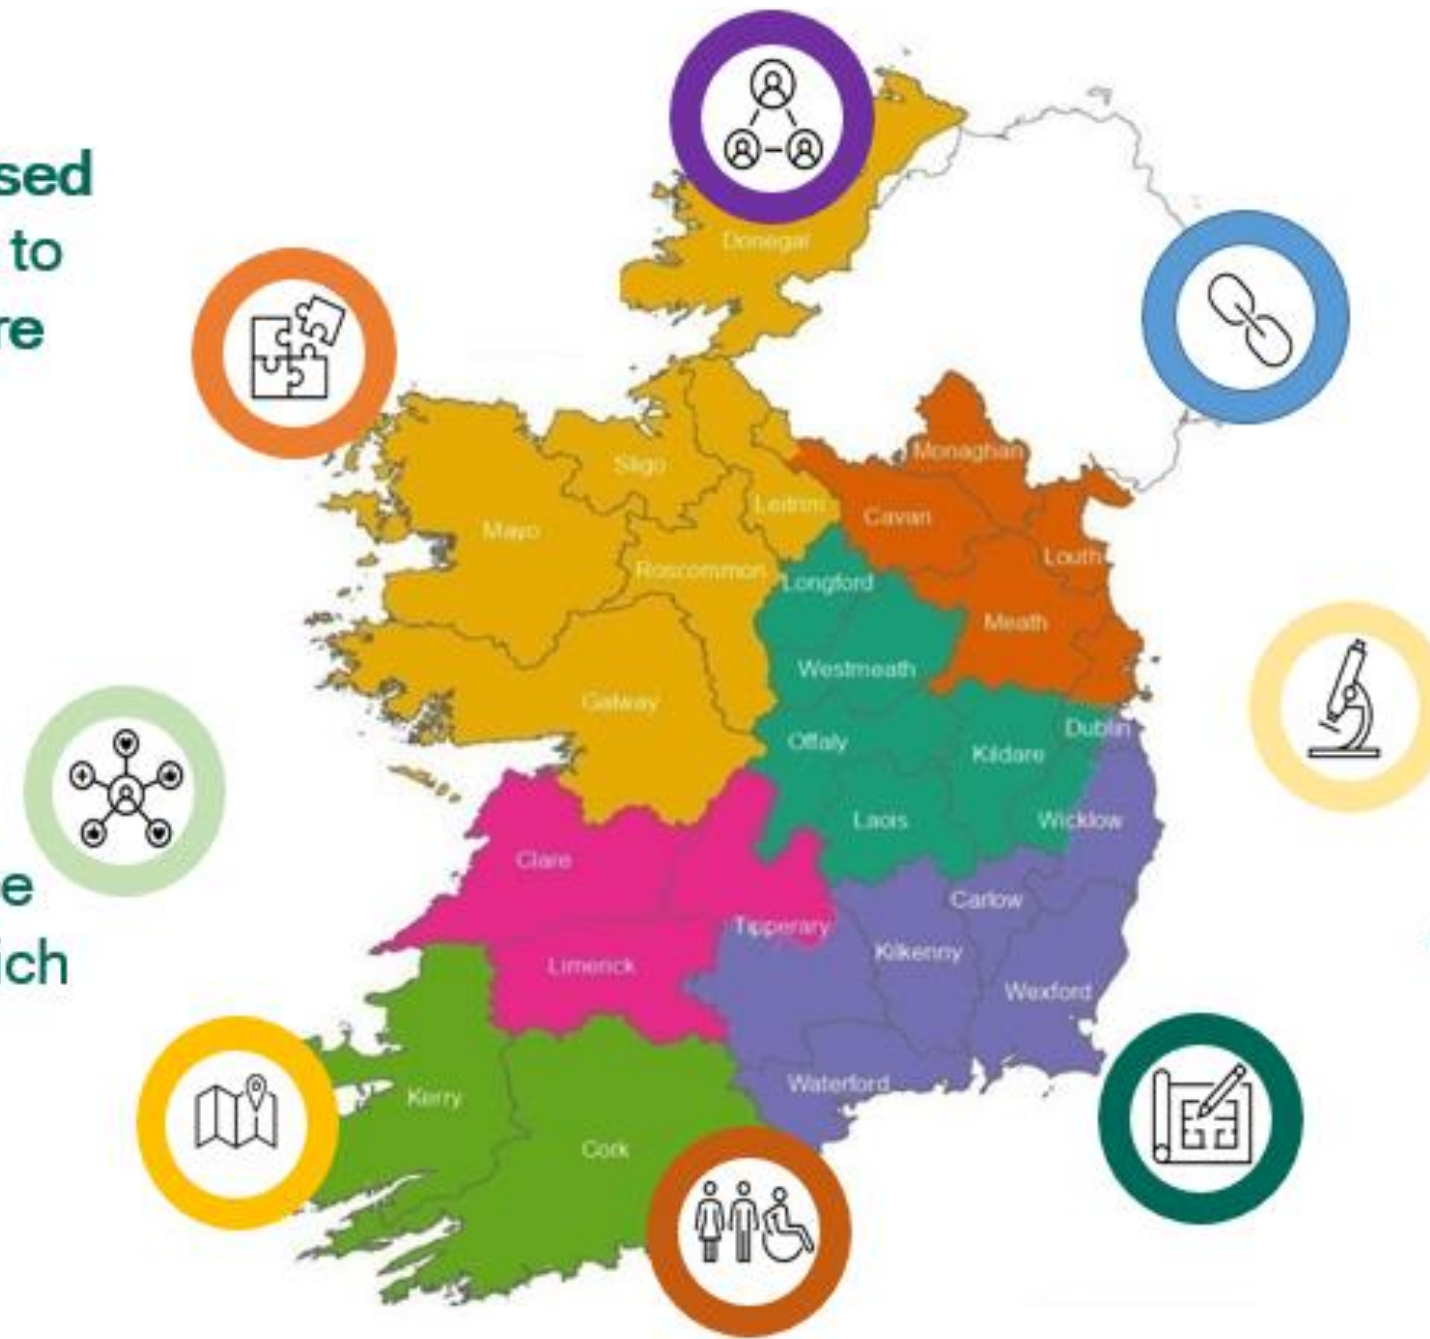 sed
to
re
e
ich
Donegal
Sligo
Leitrim
Mayo
Roscommon
Galway
Monaghan
Cavan
Louth
Meath
Longford
Westmeath
Offaly
Kildare
Dublin
Laois
Wicklow
Clare
Tipperary
Limerick
Carlow
Kilkenny
Wexford
Waterford
Kerry
Cork